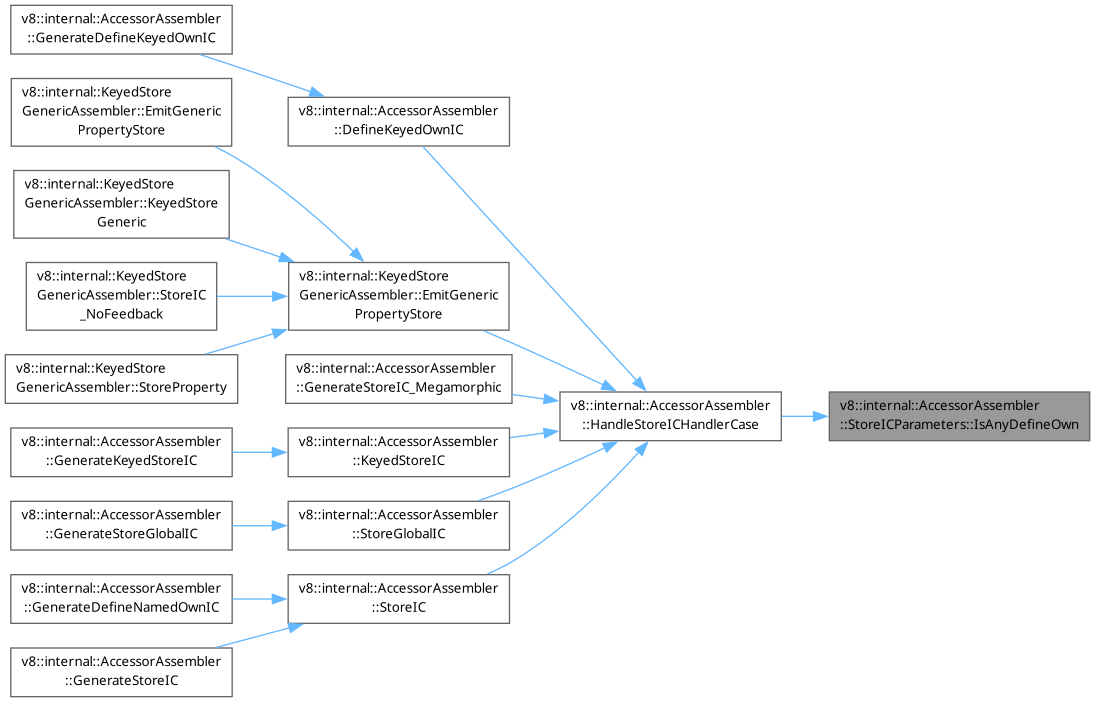 v8::internal::AccessorAssembler
::GenerateDefineKeyedOwnIC
v8::internal::KeyedStore
GenericAssembler::EmitGeneric
PropertyStore
v8::internal::KeyedStore
GenericAssembler::KeyedStore
Generic
v8::internal::KeyedStore
GenericAssembler::StoreIC
_NoFeedback
v8::internal::KeyedStore
GenericAssembler::StoreProperty
v8::internal::AccessorAssembler
::GenerateKeyedStoreIC
v8::internal::AccessorAssembler
::GenerateStoreGlobalIC
v8::internal::AccessorAssembler
::GenerateDefineNamedOwnIC
v8::internal::AccessorAssembler
::GenerateStoreIC
v8::internal::AccessorAssembler
::DefineKeyedOwnIC
v8::internal::KeyedStore
GenericAssembler::EmitGeneric
PropertyStore
v8::internal::AccessorAssembler
::GenerateStoreIC_Megamorphic
v8::internal::AccessorAssembler
::KeyedStoreIC
v8::internal::AccessorAssembler
::StoreGlobalIC
v8::internal::AccessorAssembler
::StoreIC
v8::internal::AccessorAssembler
::HandleStoreICHandlerCase
v8::internal::AccessorAssembler
::StoreICParameters::IsAnyDefineOwn